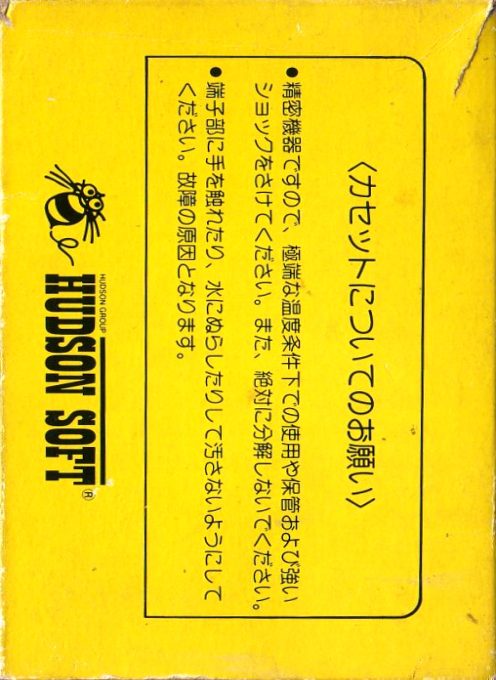 〈カセットについてのお願い〉
●精密機器ですので、極端な温度条件下での使用や保管および強い
ショックをさけてください。また、絶対に分解しないでください。
●端子部に手を触れたり、水にぬらしたりして汚さないようにして
ください。故障の原因となります。
HUDSON GROUP
HUDSON SOFT®